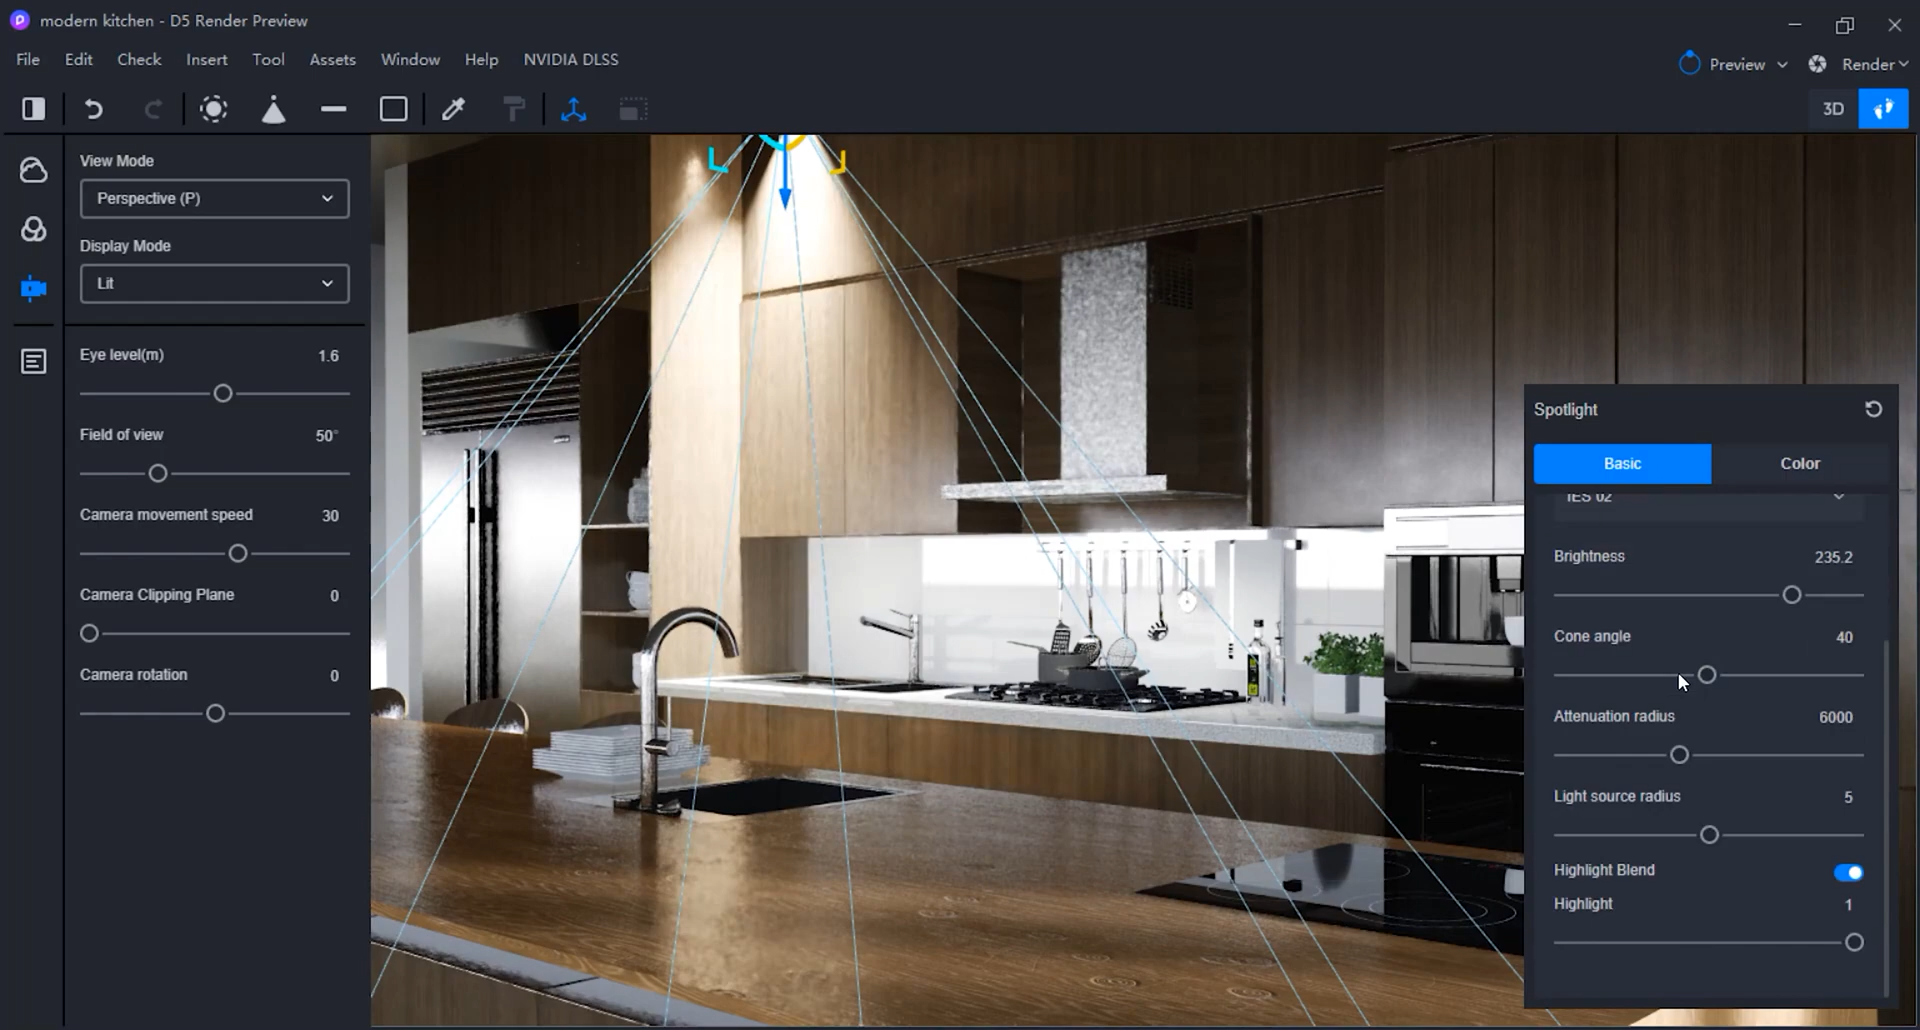 modern kitchen - D5 Render Preview
File Edit Check Insert Tool Assets Window Help NVIDIA DLSS
Preview Render
3D
View Mode
Perspective (P)
Display Mode
Lit
Eye level(m) 1.6
Field of view 50°
Camera movement speed 30
Camera Clipping Plane 0
Camera rotation 0
Spotlight
Basic Color
IES 02
Brightness 235.2
Cone angle 40
Attenuation radius 6000
Light source radius 5
Highlight Blend
Highlight 1